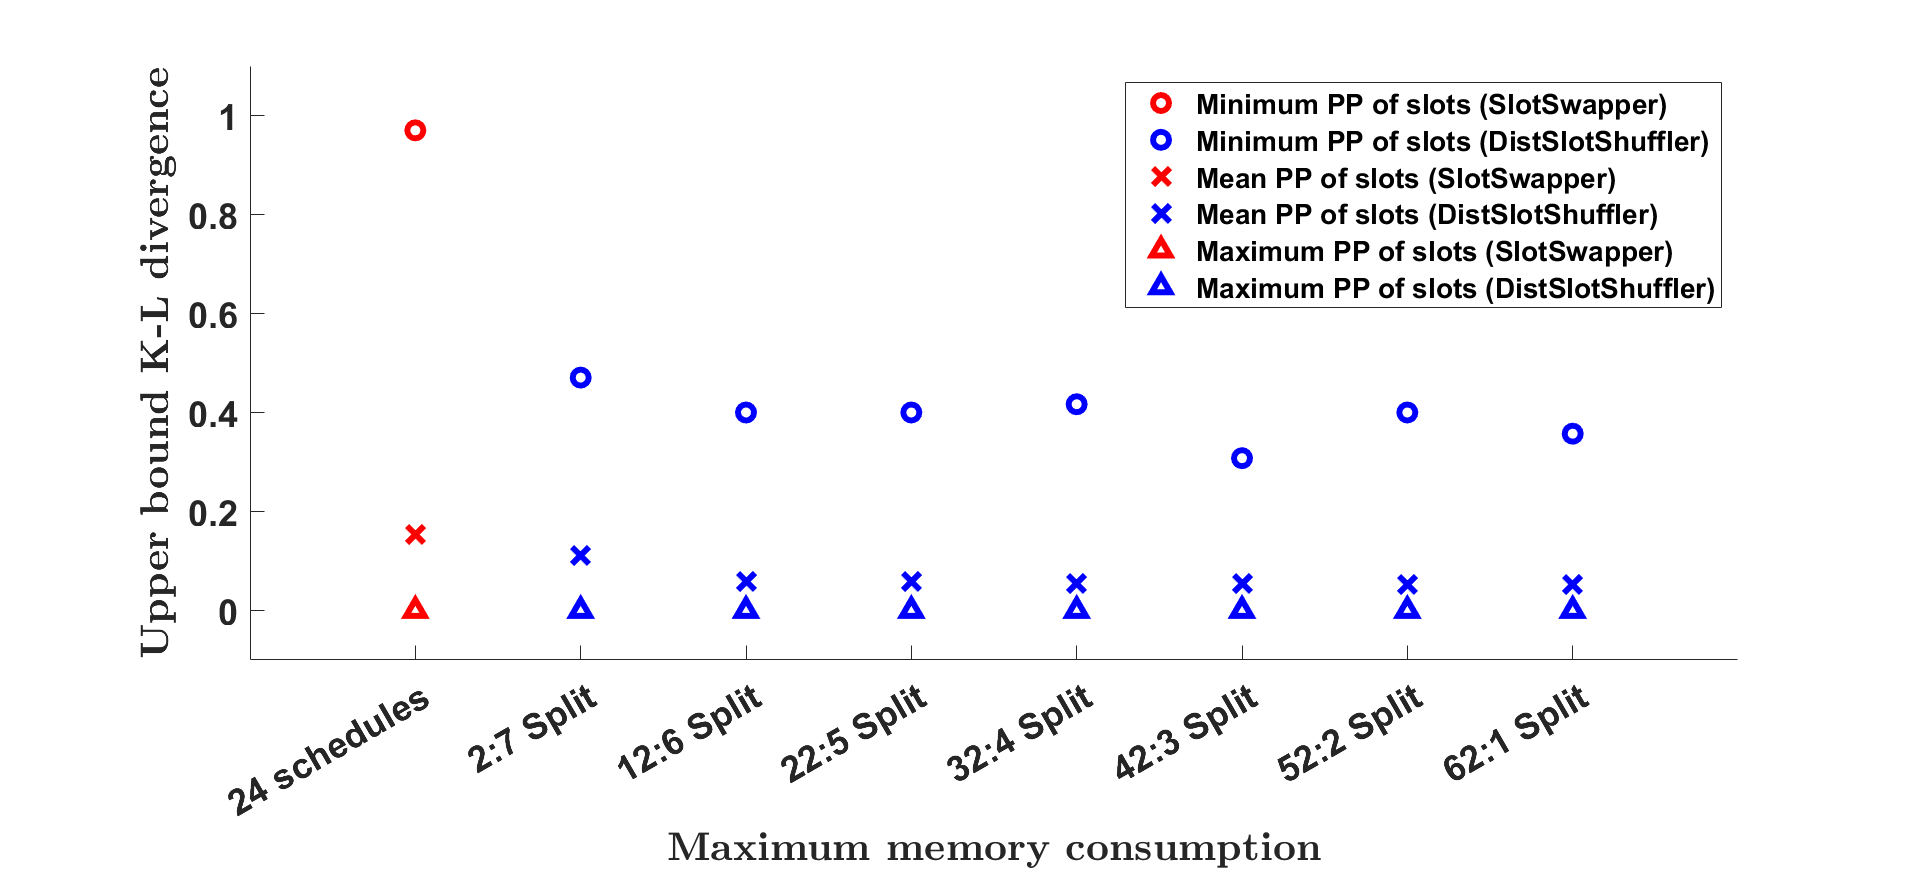 Upper bound K-L divergence
1
0.8
0.6
0.4
0.2
0
Minimum PP of slots (SlotSwapper)
Minimum PP of slots (DistSlotShuffler)
Mean PP of slots (SlotSwapper)
Mean PP of slots (DistSlotShuffler)
Maximum PP of slots (SlotSwapper)
Maximum PP of slots (DistSlotShuffler)
24 schedules
2:7 Split
12:6 Split
22:5 Split
32:4 Split
42:3 Split
52:2 Split
62:1 Split
Maximum memory consumption